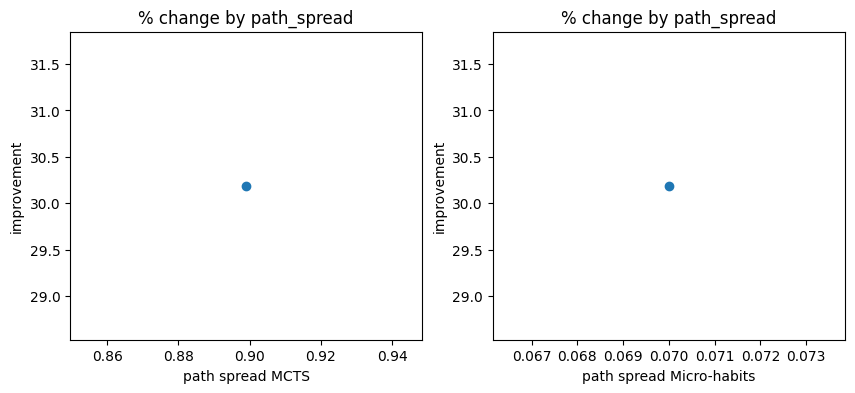 % change by path_spread
improvement
31.5
31.0
30.5
30.0
29.5
29.0
0.86 0.88 0.90 0.92 0.94
path spread MCTS
% change by path_spread
improvement
31.5
31.0
30.5
30.0
29.5
29.0
0.067 0.068 0.069 0.070 0.071 0.072 0.073
path spread Micro-habits